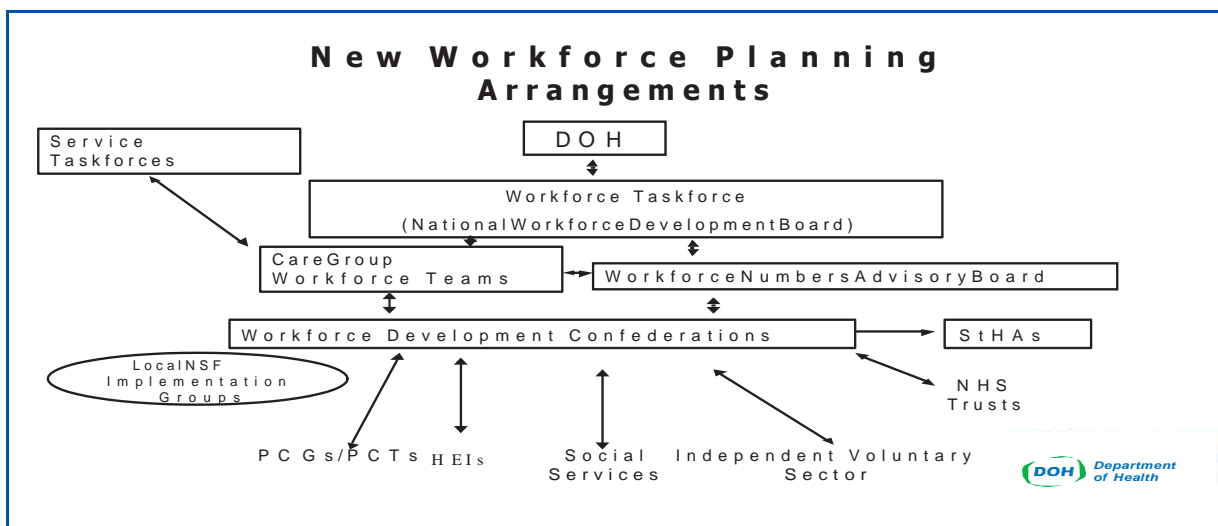 New Workforce Planning
Arrangements
Service
Taskforces
DOH
Workforce Taskforce
(NationalWorkforceDevelopmentBoard)
CareGroup
Workforce Teams
WorkforceNumbersAdvisoryBoard
Workforce Development Confederations
StHAs
LocalNSF
Implementation
Groups
NHS
Trusts
PCGs/PCTs
HEIs
Social
Services
Independent Voluntary
Sector
DOH
Department
of Health